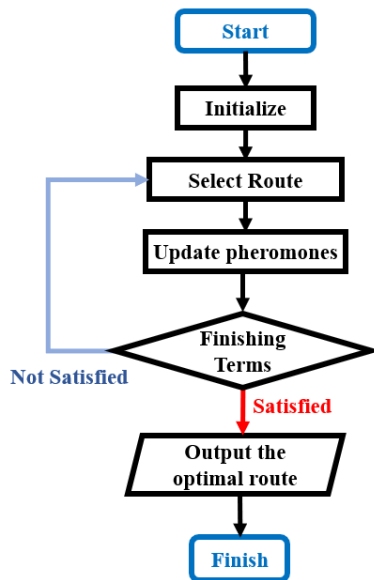 Start
Initialize
Select Route
Update pheromones
Finishing
Terms
Not Satisfied
Satisfied
Output the
optimal route
Finish